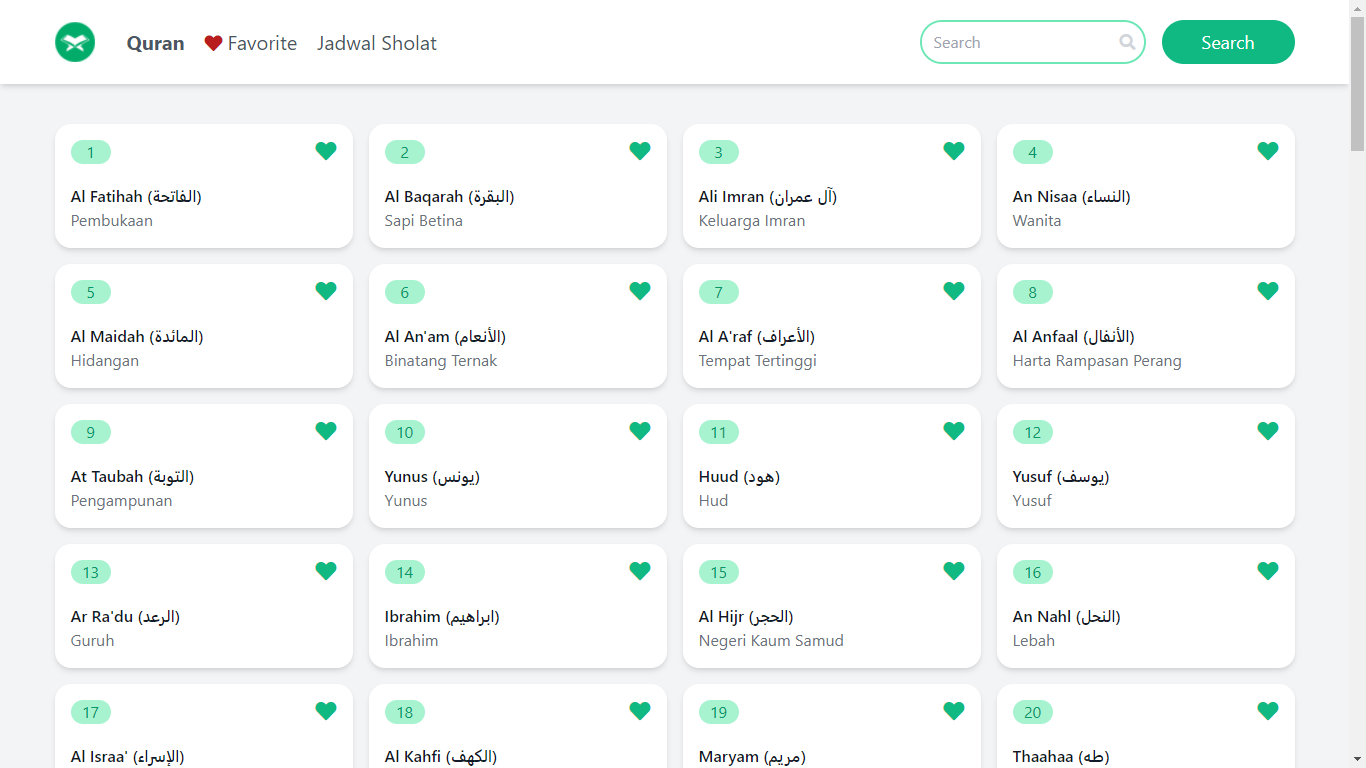 Quran
Favorite
Jadwal Sholat
Search
Search
1
Al Fatihah (الفاتحة)
Pembukaan
2
Al Baqarah (البقرة)
Sapi Betina
3
Ali Imran (آل عمران)
Keluarga Imran
4
An Nisaa (النساء)
Wanita
5
Al Maidah (المائدة)
Hidangan
6
Al An'am (الأنعام)
Binatang Ternak
7
Al A'raf (الأعراف)
Tempat Tertinggi
8
Al Anfaal (الأنفال)
Harta Rampasan Perang
9
At Taubah (التوبة)
Pengampunan
10
Yunus (يونس)
Yunus
11
Huud (هود)
Hud
12
Yusuf (يوسف)
Yusuf
13
Ar Ra'du (الرعد)
Guruh
14
Ibrahim (ابراهيم)
Ibrahim
15
Al Hijr (الحجر)
Negeri Kaum Samud
16
An Nahl (النحل)
Lebah
17
Al Israa' (الإسراء)
18
Al Kahfi (الكهف)
19
Maryam (مريم)
20
Thaahaa (طه)